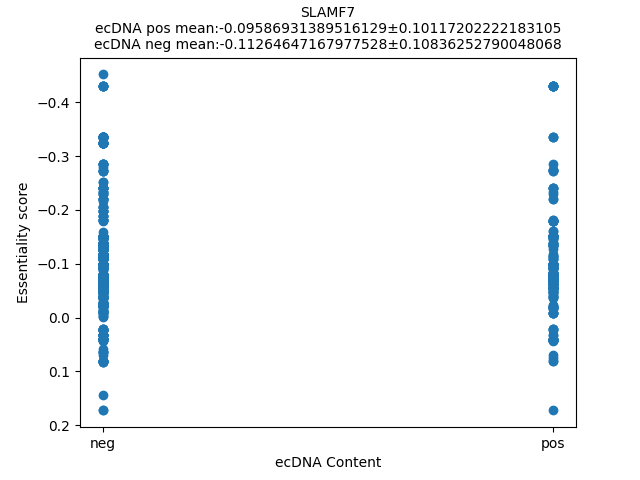 SLAMF7
ecDNA pos mean:-0.09586931389516129±0.10117202222183105
ecDNA neg mean:-0.11264647167977528±0.10836252790048068
−0.4
−0.3
−0.2
−0.1
0.0
0.1
0.2
Essentiality score
neg
pos
ecDNA Content